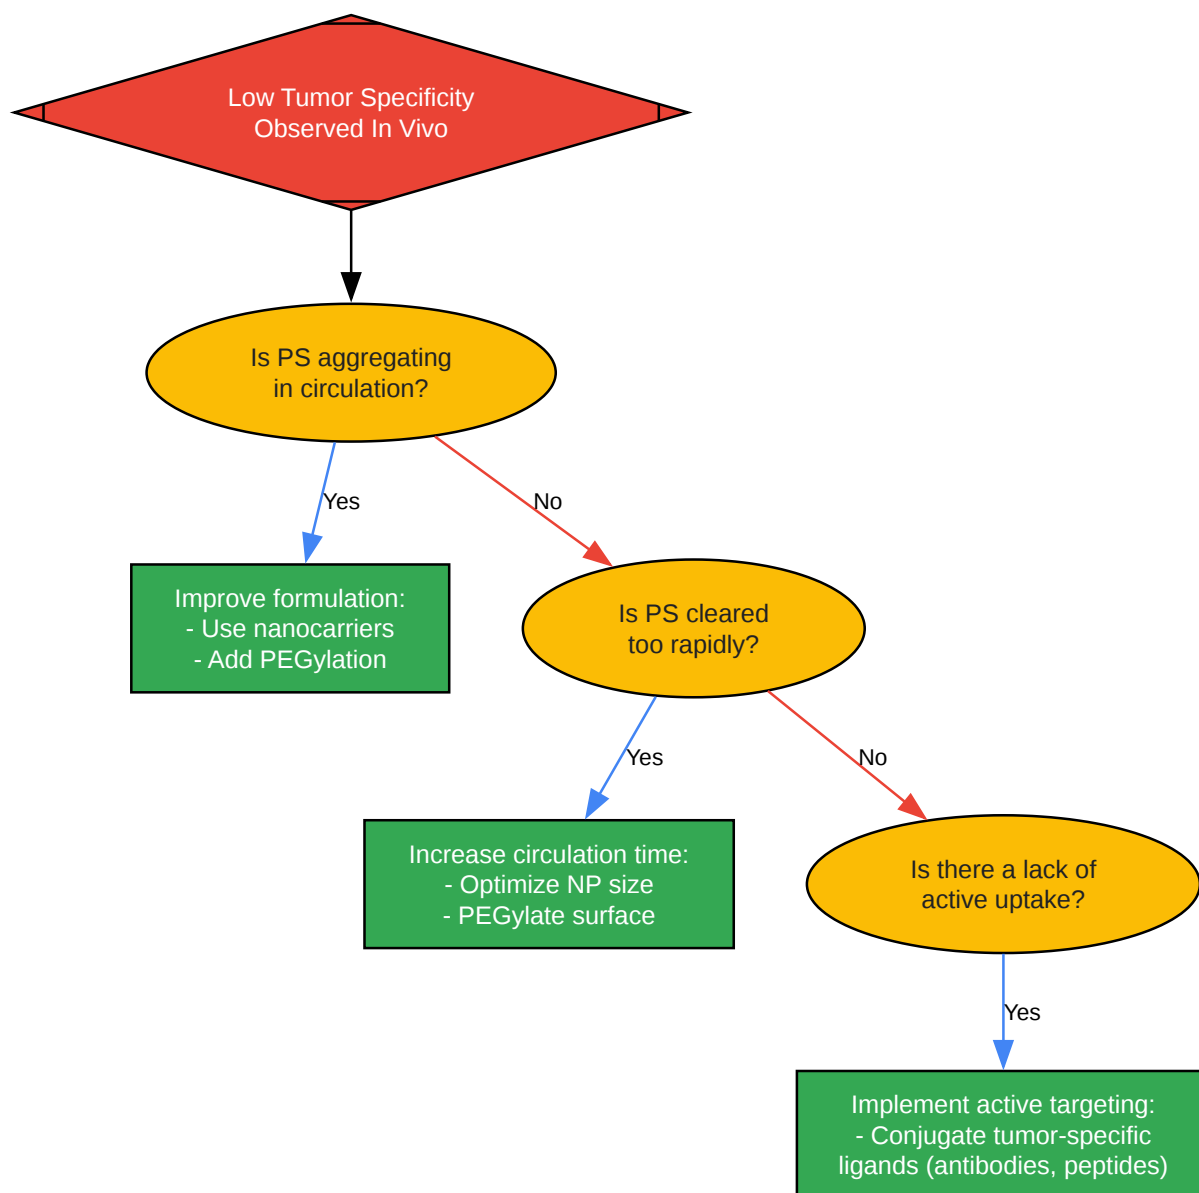 Low Tumor Specificity
Observed In Vivo
Is PS aggregating
in circulation?
Yes
No
Improve formulation:
- Use nanocarriers
- Add PEGylation
Is PS cleared
too rapidly?
Yes
No
Increase circulation time:
- Optimize NP size
- PEGylate surface
Is there a lack of
active uptake?
Yes
Implement active targeting:
- Conjugate tumor-specific
ligands (antibodies, peptides)